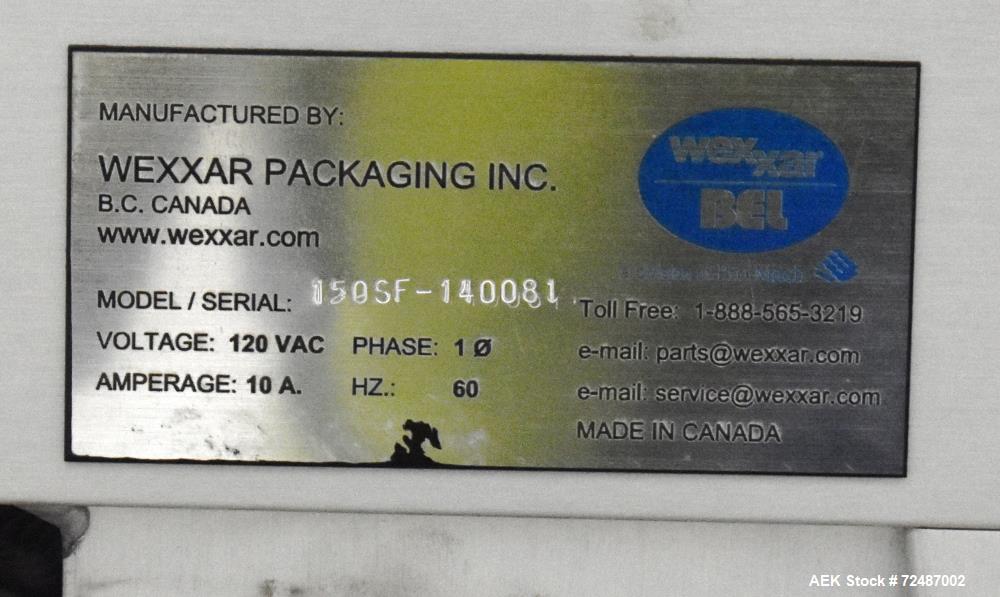 MANUFACTURED BY:
WEXXAR PACKAGING INC.
B.C. CANADA
www.wexxar.com
wexxar
BEL
MODEL / SERIAL: 150SF-140081
VOLTAGE: 120 VAC PHASE: 1 Ø
AMPERAGE: 10 A. HZ.: 60
Toll Free: 1-888-565-3219
e-mail: parts@wexxar.com
e-mail: service@wexxar.com
MADE IN CANADA
AEK Stock # 72487002